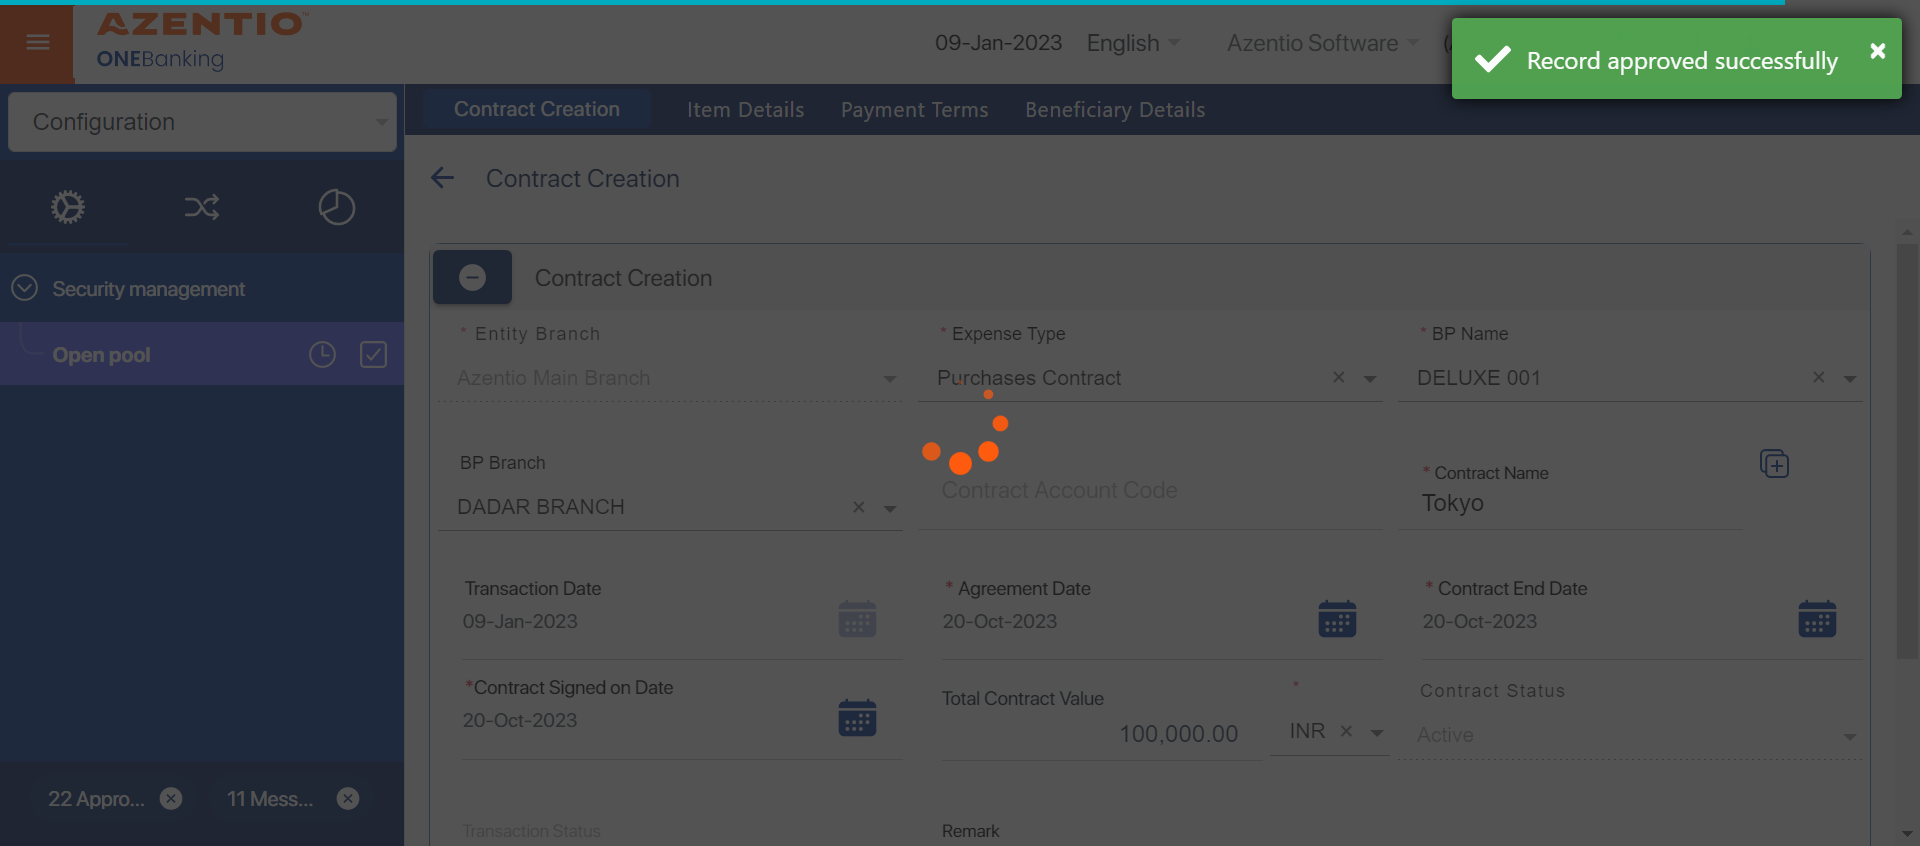 AZENTIO™
ONEBanking
09-Jan-2023
English
Azentio Software
Record approved successfully
Configuration
Contract Creation
Item Details
Payment Terms
Beneficiary Details
Contract Creation
Security management
Open pool
22 Appro...
11 Mess...
Contract Creation
* Entity Branch
Azentio Main Branch
* Expense Type
Purchases Contract
* BP Name
DELUXE 001
BP Branch
DADAR BRANCH
Contract Account Code
* Contract Name
Tokyo
Transaction Date
09-Jan-2023
* Agreement Date
20-Oct-2023
* Contract End Date
20-Oct-2023
*Contract Signed on Date
20-Oct-2023
Total Contract Value
100,000.00
*
INR
Contract Status
Active
Transaction Status
Remark